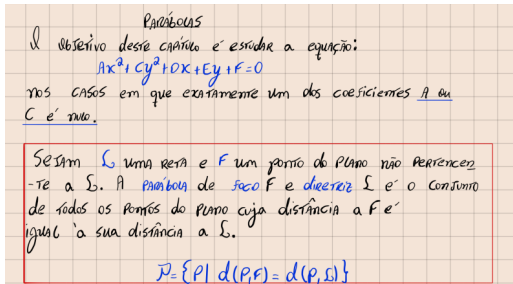 PARÁBOLAS
O objetivo deste capítulo é estudar a equação:
Ax²+Cy²+Dx+Ey+F=0
nos casos em que exatamente um dos coeficientes A ou
C é nulo.
Sejam L uma reta e F um ponto do plano não pertencen
-te a L. A parábola de foco F e diretriz L é o conjunto
de todos os pontos do plano cuja distância a F é
igual à sua distância a L.
P={P| d(P,F)= d(P,L)}